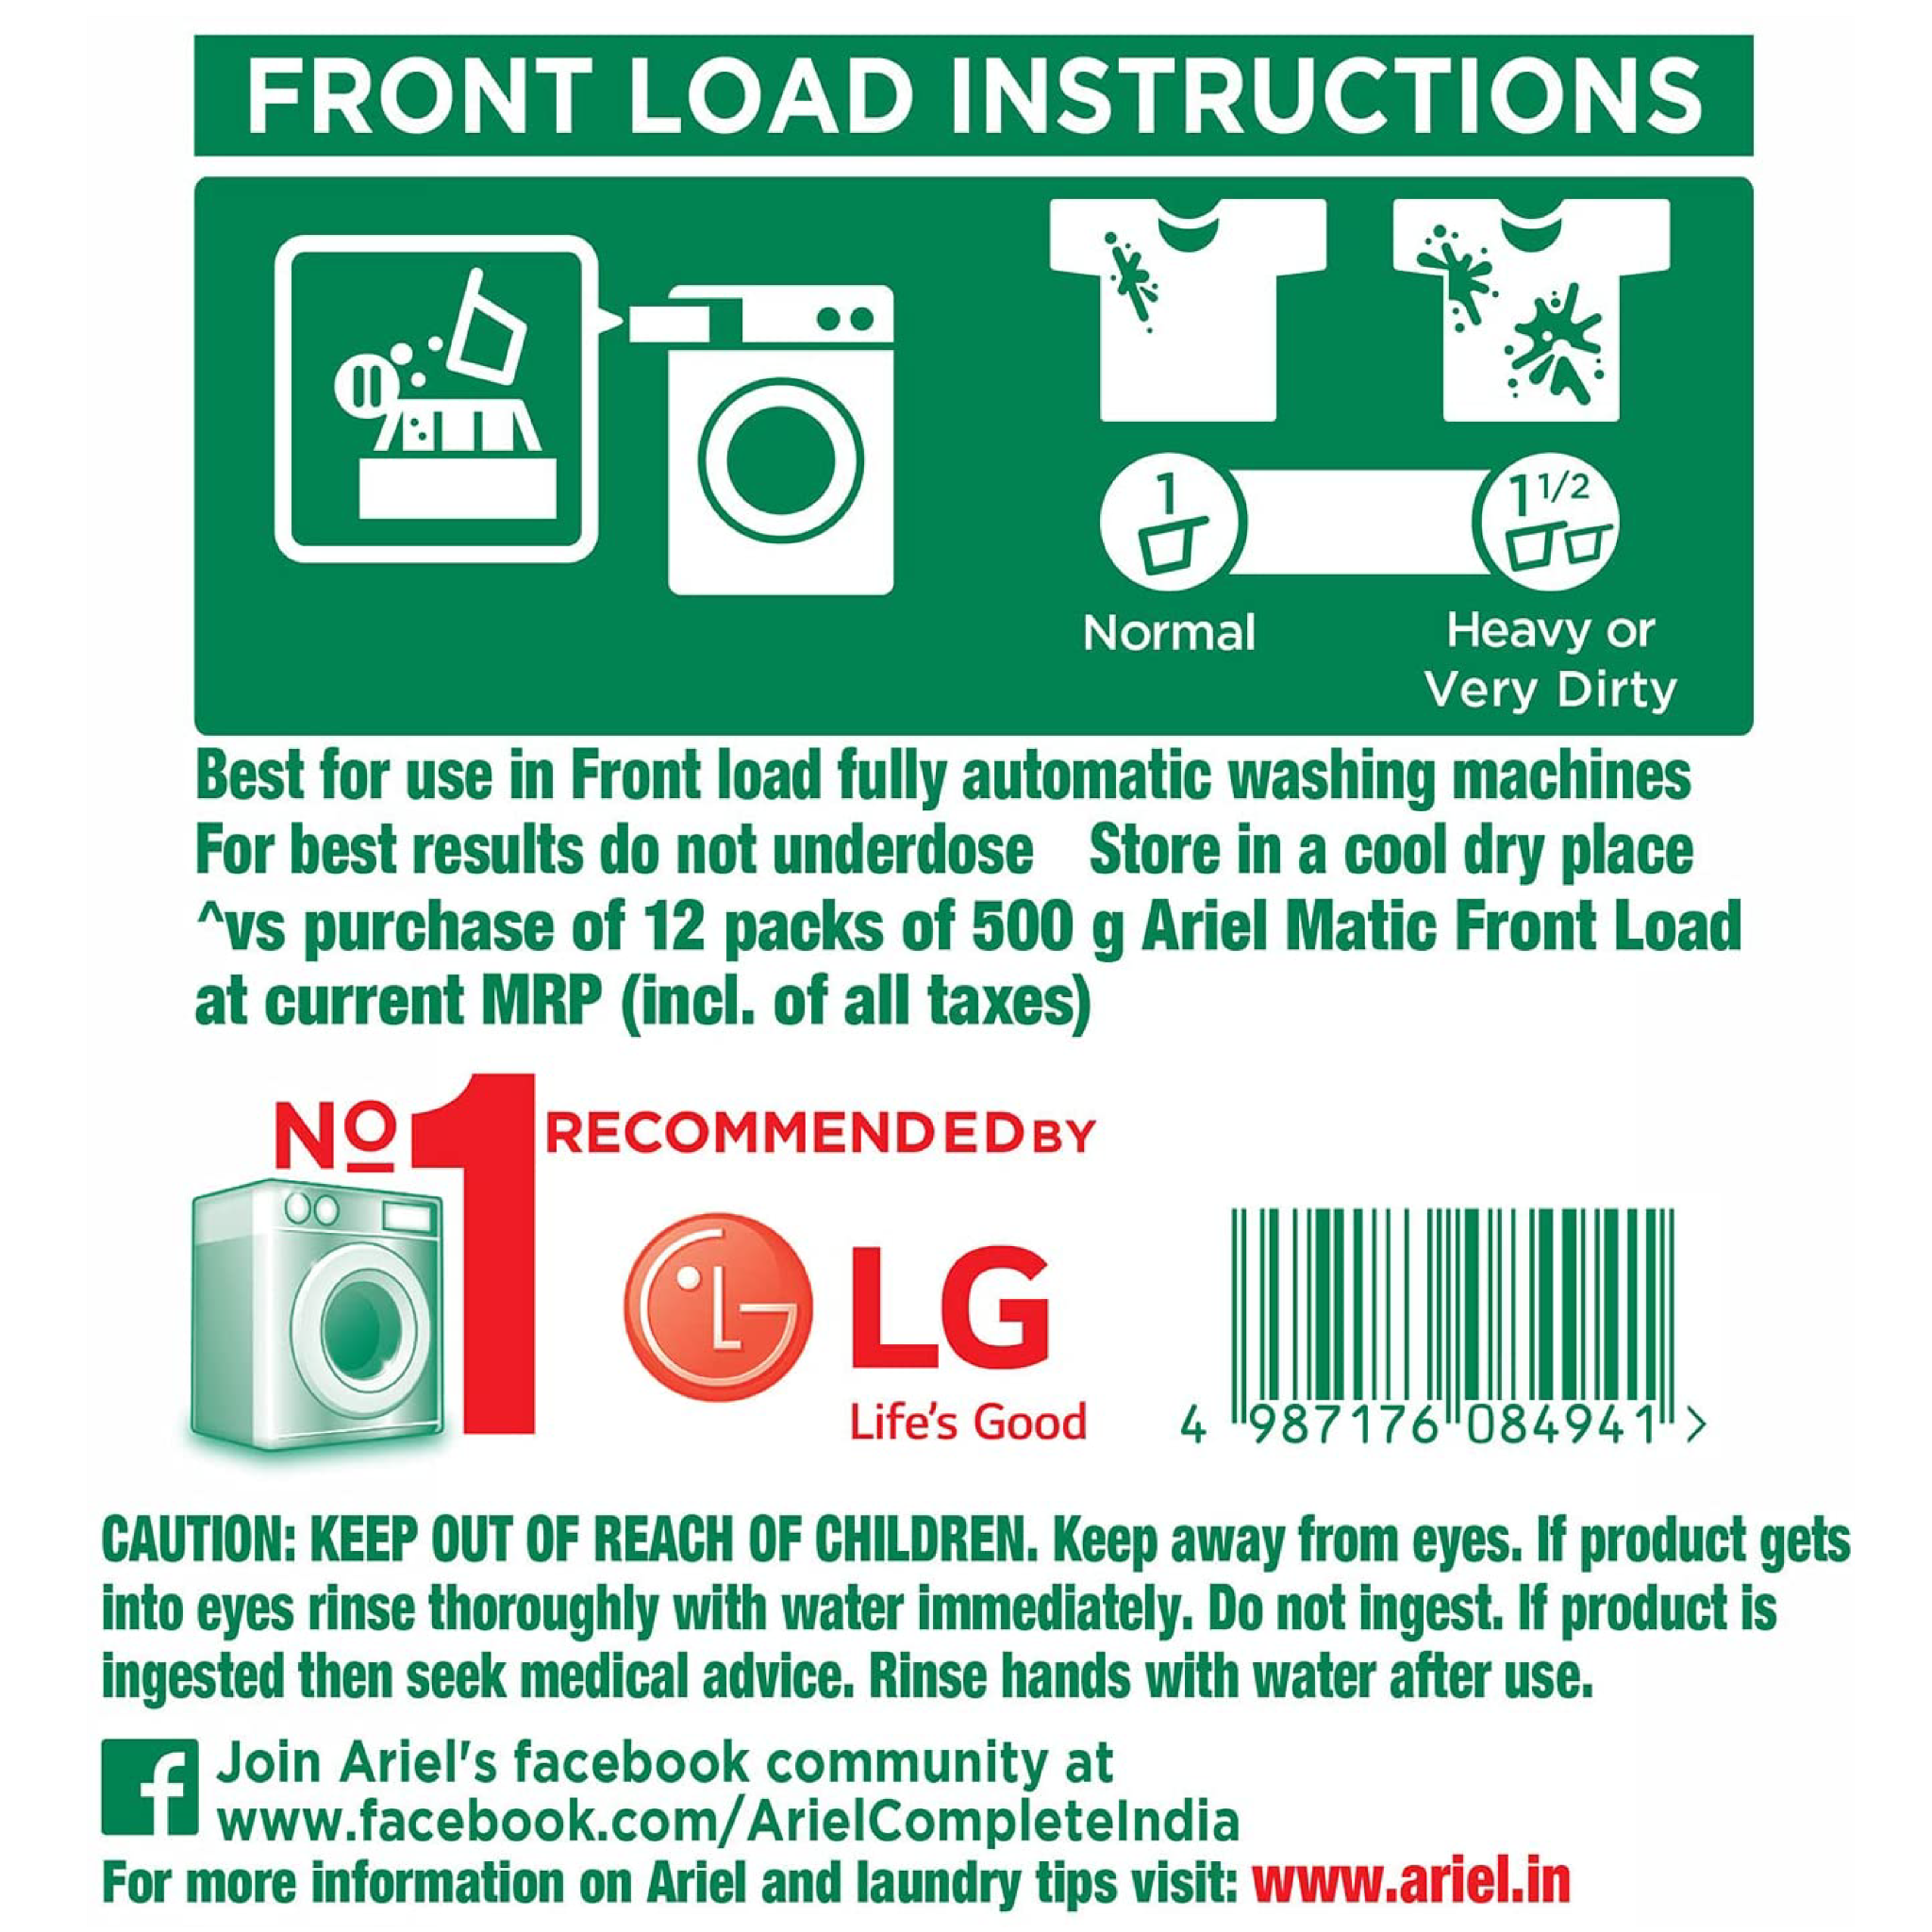 FRONT LOAD INSTRUCTIONS
II
1
1 1/2
Normal
Heavy or
Very Dirty
Best for use in Front load fully automatic washing machines
For best results do not underdose Store in a cool dry place
^vs purchase of 12 packs of 500 g Ariel Matic Front Load
at current MRP (incl. of all taxes)
Nº1 RECOMMENDED BY
LG
Life's Good
4 987176 084941 >
CAUTION: KEEP OUT OF REACH OF CHILDREN. Keep away from eyes. If product gets
into eyes rinse thoroughly with water immediately. Do not ingest. If product is
ingested then seek medical advice. Rinse hands with water after use.
f
Join Ariel's facebook community at
www.facebook.com/ArielCompleteIndia
For more information on Ariel and laundry tips visit: www.ariel.in